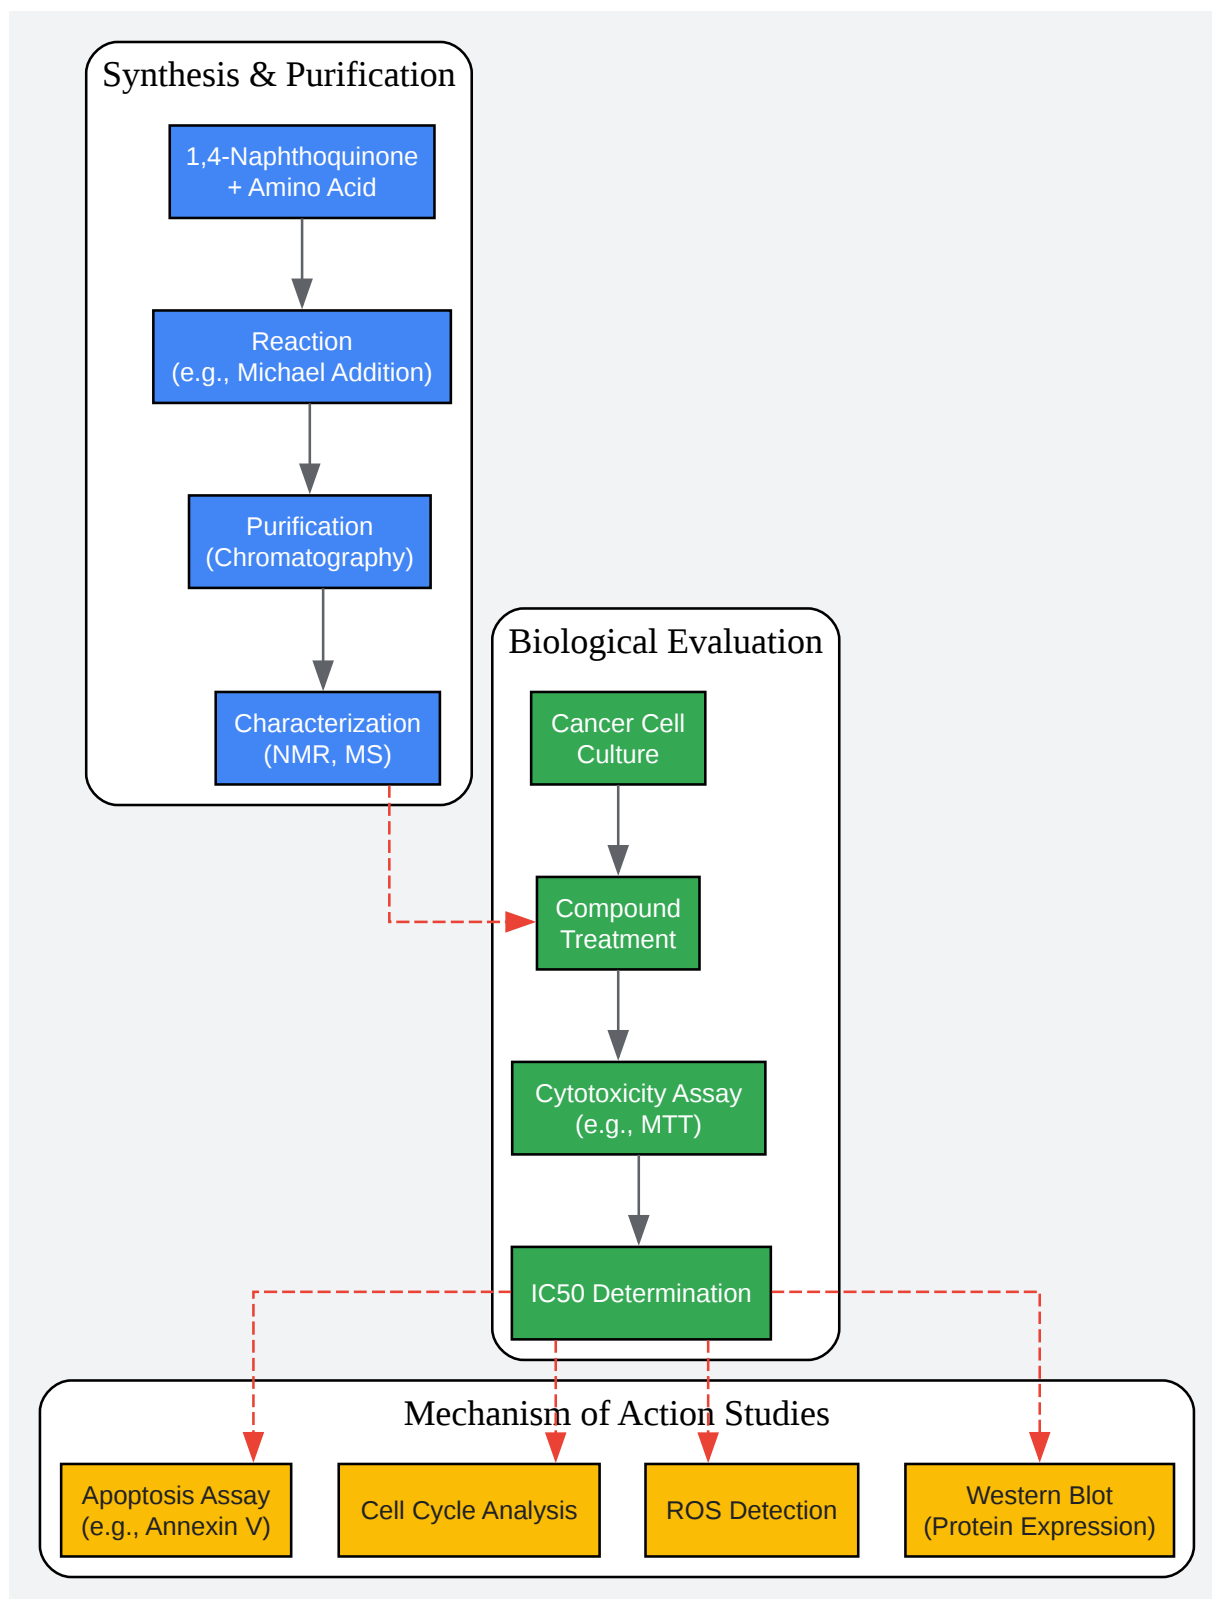 Synthesis & Purification
1,4-Naphthoquinone
+ Amino Acid
Reaction
(e.g., Michael Addition)
Purification
(Chromatography)
Characterization
(NMR, MS)
Biological Evaluation
Cancer Cell
Culture
Compound
Treatment
Cytotoxicity Assay
(e.g., MTT)
IC50 Determination
Mechanism of Action Studies
Apoptosis Assay
(e.g., Annexin V)
Cell Cycle Analysis
ROS Detection
Western Blot
(Protein Expression)